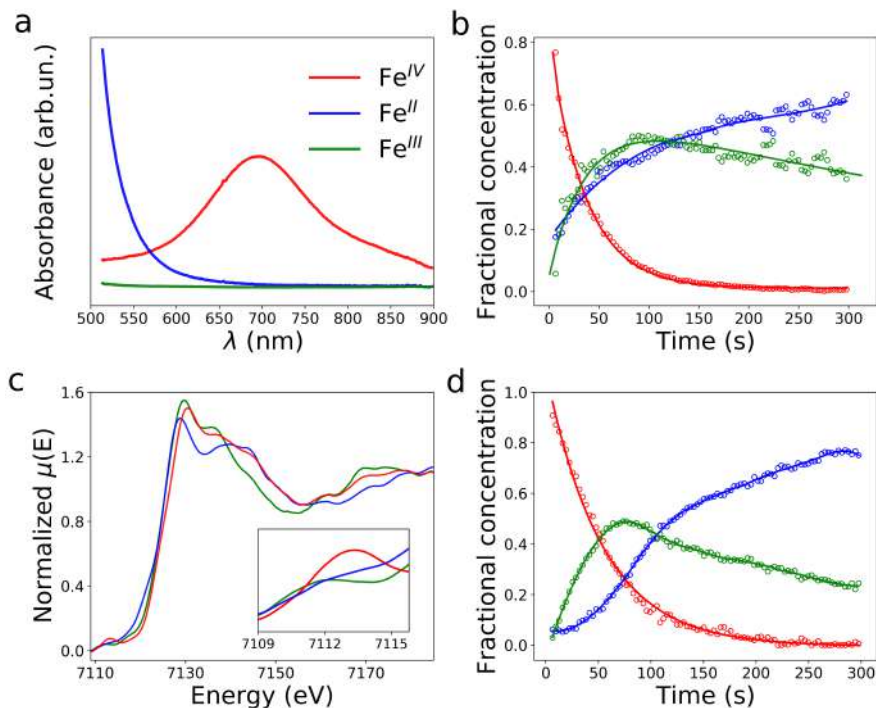 a
Absorbance (arb.un.)
Fe^IV
Fe^II
Fe^III
500 550 600 650 700 750 800 850 900
λ (nm)
b
Fractional concentration
0.8
0.6
0.4
0.2
0.0
0 50 100 150 200 250 300
Time (s)
c
Normalized μ(E)
1.6
1.2
0.8
0.4
0.0
7109 7112 7115
7110 7130 7150 7170
Energy (eV)
d
Fractional concentration
1.0
0.8
0.6
0.4
0.2
0.0
0 50 100 150 200 250 300
Time (s)